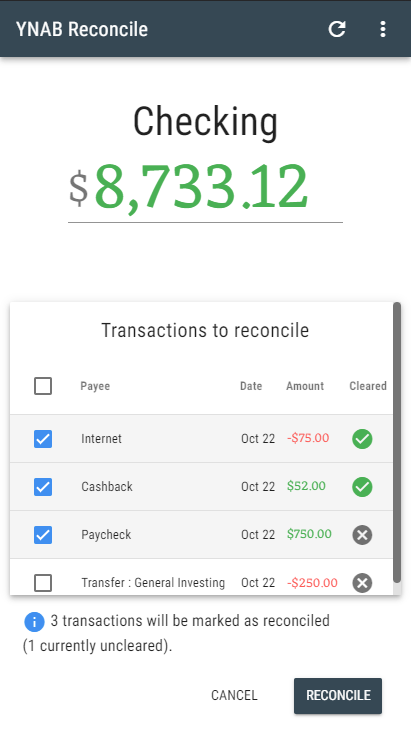 YNAB Reconcile
Checking
$8,733.12
Transactions to reconcile
Payee Date Amount Cleared
Internet Oct 22 -$75.00
Cashback Oct 22 $52.00
Paycheck Oct 22 $750.00
Transfer : General Investing Oct 22 -$250.00
3 transactions will be marked as reconciled
(1 currently uncleared).
CANCEL RECONCILE